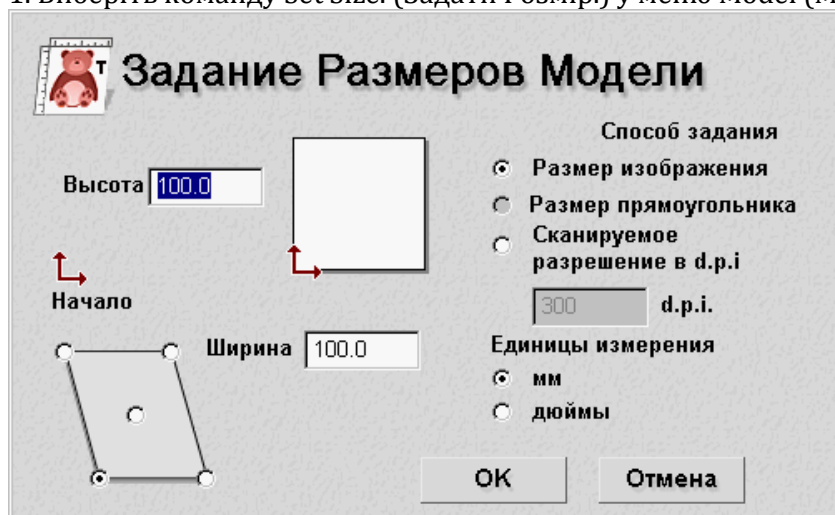 1. Виберіть команду Set Size. (Задати Розмір.) у меню Model (М
Задание Размеров Модели
T
Высота 100.0
Начало
Ширина 100.0
Способ задания
Размер изображения
Размер прямоугольника
Сканируемое
разрешение в d.p.i
300 d.p.i.
Единицы измерения
мм
дюймы
OK Отмена